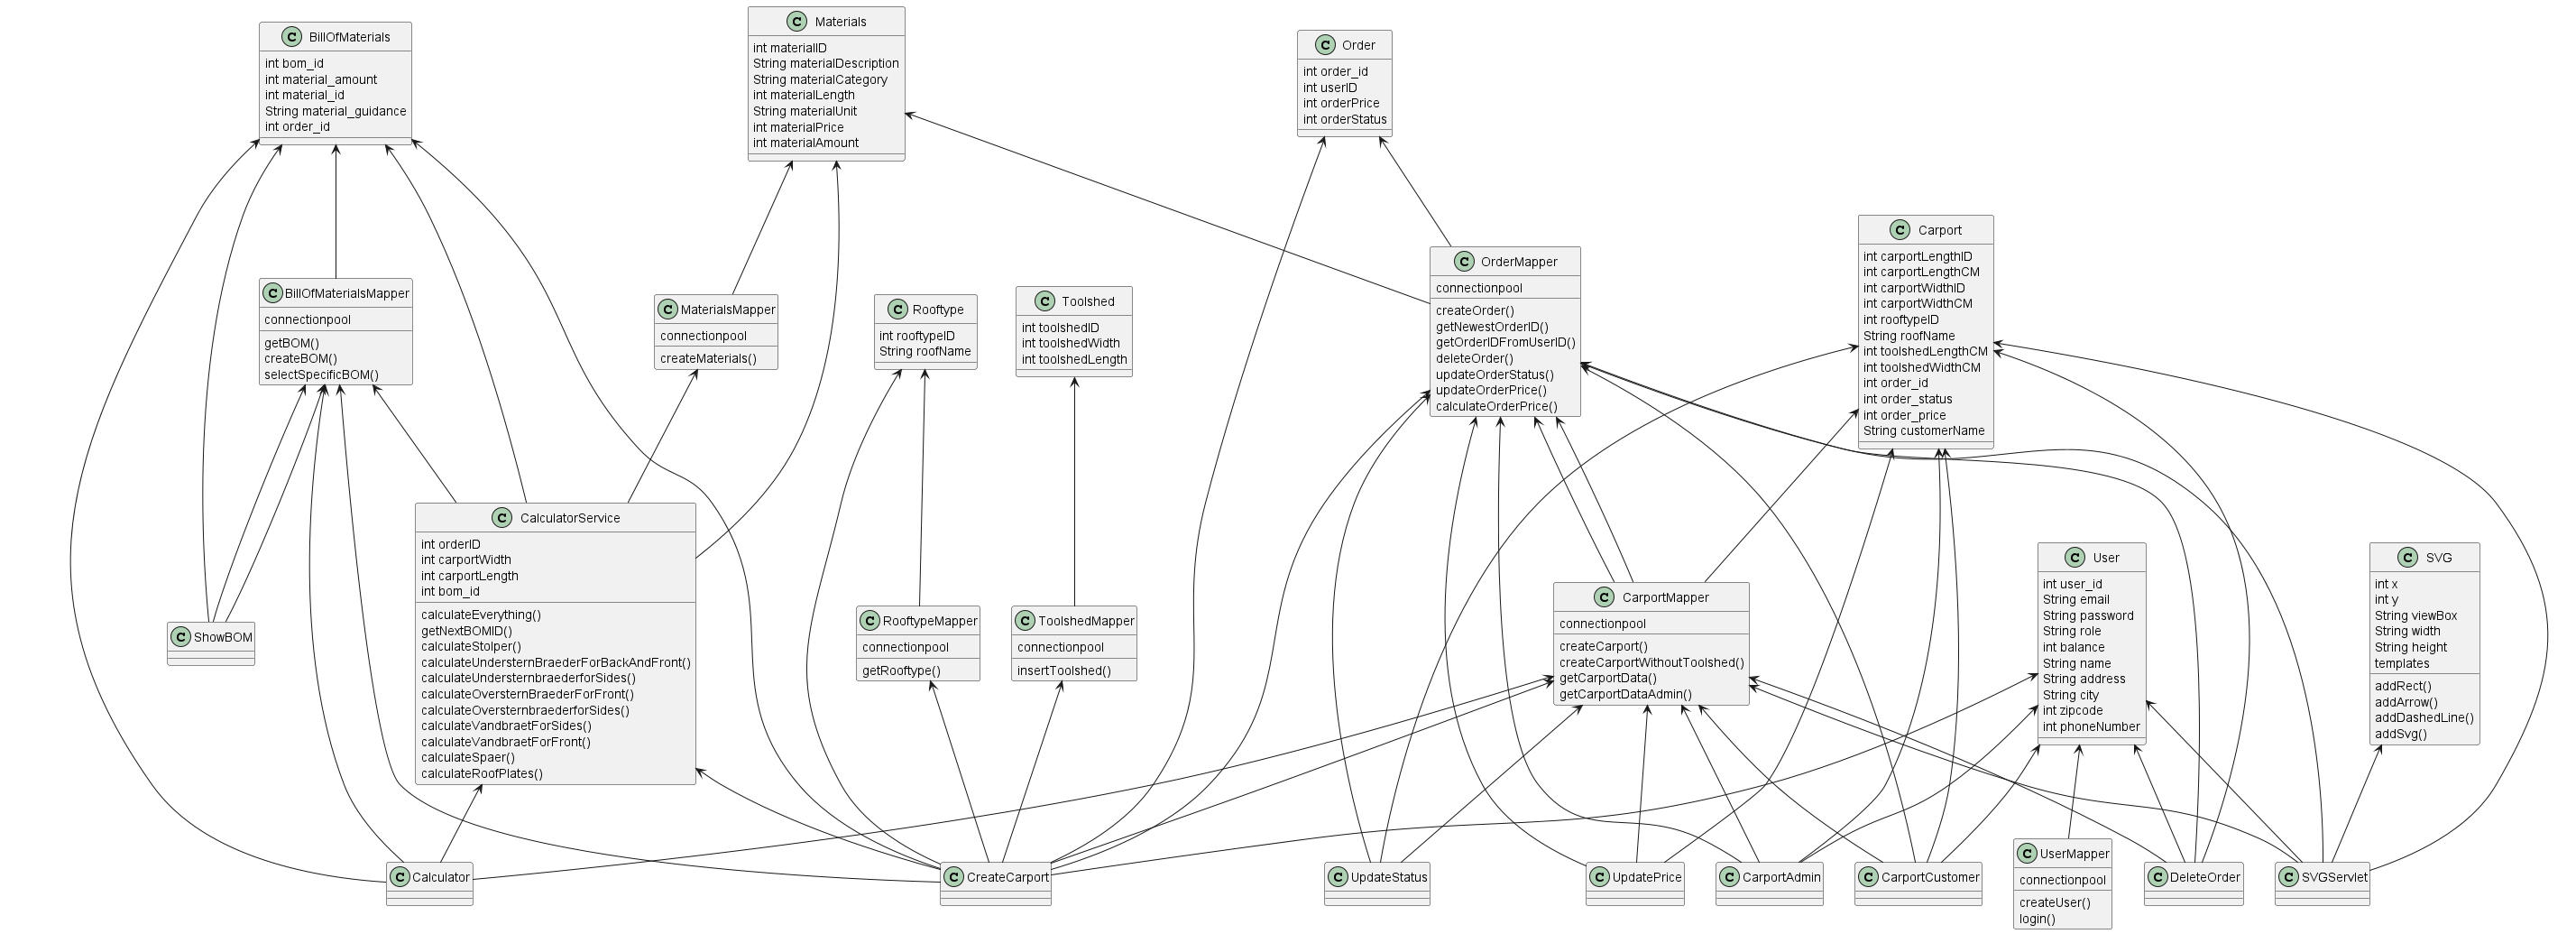 C BillOfMaterials
int bom_id
int material_amount
int material_id
String material_guidance
int order_id
C Materials
int materialID
String materialDescription
String materialCategory
int materialLength
String materialUnit
int materialPrice
int materialAmount
C Order
int order_id
int userID
int orderPrice
int orderStatus
C Carport
int carportLengthID
int carportLengthCM
int carportWidthID
int carportWidthCM
int rooftypeID
String roofName
int toolshedLengthCM
int toolshedWidthCM
int order_id
int order_status
int order_price
String customerName
C OrderMapper
connectionpool
createOrder()
getNewestOrderID()
getOrderIDFromUserID()
deleteOrder()
updateOrderStatus()
updateOrderPrice()
calculateOrderPrice()
C BillOfMaterialsMapper
connectionpool
getBOM()
createBOM()
selectSpecificBOM()
C MaterialsMapper
connectionpool
createMaterials()
C Rooftype
int rooftypeID
String roofName
C Toolshed
int toolshedID
int toolshedWidth
int toolshedLength
C CalculatorService
int orderID
int carportWidth
int carportLength
int bom_id
calculateEverything()
getNextBOMID()
calculateStolper()
calculateUndersternBraederForBackAndFront()
calculateUndersternbraederforSides()
calculateOversternBraederForFront()
calculateOversternbraederforSides()
calculateVandbraetForSides()
calculateVandbraetForFront()
calculateSpaer()
calculateRoofPlates()
C ShowBOM
C RooftypeMapper
connectionpool
getRooftype()
C ToolshedMapper
connectionpool
insertToolshed()
C CarportMapper
connectionpool
createCarport()
createCarportWithoutToolshed()
getCarportData()
getCarportDataAdmin()
C User
int user_id
String email
String password
String role
int balance
String name
String address
String city
int zipcode
int phoneNumber
C SVG
int x
int y
String viewBox
String width
String height
templates
addRect()
addArrow()
addDashedLine()
addSvg()
C Calculator
C CreateCarport
C UpdateStatus
C UpdatePrice
C CarportAdmin
C CarportCustomer
C UserMapper
connectionpool
createUser()
login()
C DeleteOrder
C SVGServlet